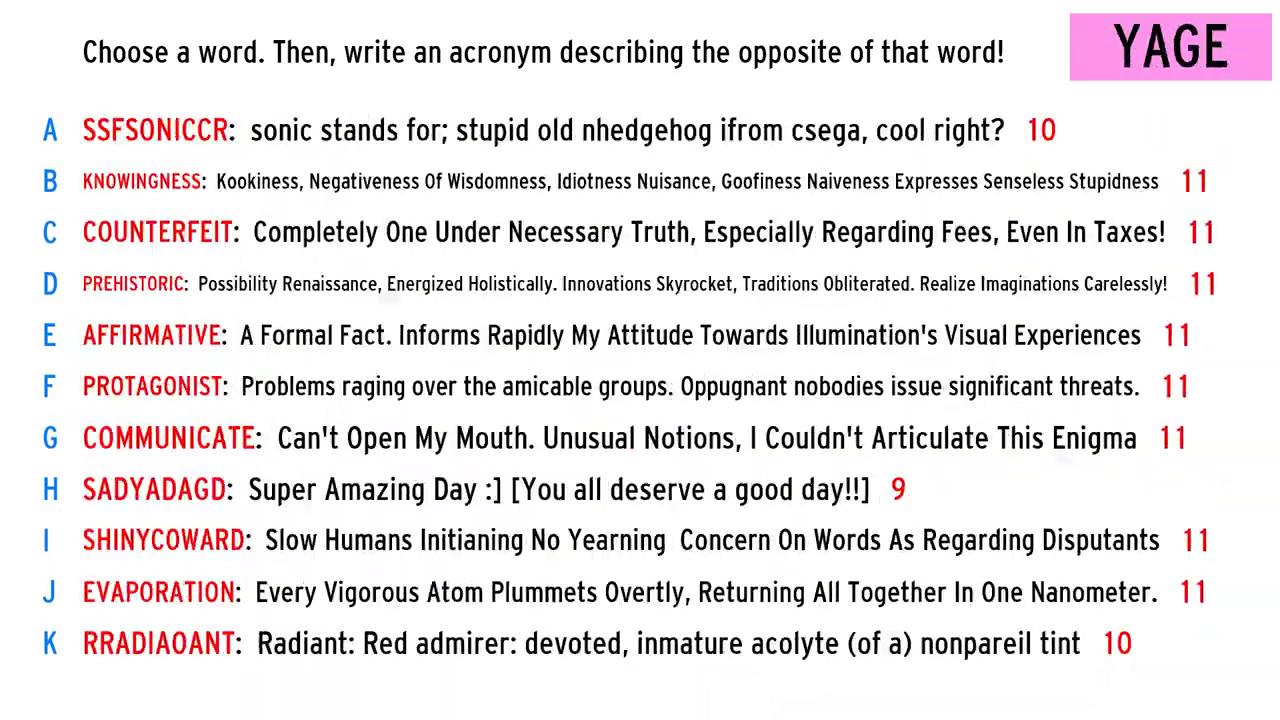 Choose a word. Then, write an acronym describing the opposite of that word!
YAGE
A SSFSONICCR: sonic stands for; stupid old nhedgehog ifrom csega, cool right? 10
B KNOWINGNESS: Kookiness, Negativeness Of Wisdomness, Idiotness Nuisance, Goofiness Naiveness Expresses Senseless Stupidness 11
C COUNTERFEIT: Completely One Under Necessary Truth, Especially Regarding Fees, Even In Taxes! 11
D PREHISTORIC: Possibility Renaissance, Energized Holistically. Innovations Skyrocket, Traditions Obliterated. Realize Imaginations Carelessly! 11
E AFFIRMATIVE: A Formal Fact. Informs Rapidly My Attitude Towards Illumination's Visual Experiences 11
F PROTAGONIST: Problems raging over the amicable groups. Oppugnant nobodies issue significant threats. 11
G COMMUNICATE: Can't Open My Mouth. Unusual Notions, I Couldn't Articulate This Enigma 11
H SADYADAGD: Super Amazing Day :] [You all deserve a good day!!] 9
I SHINYCOWARD: Slow Humans Initianing No Yearning Concern On Words As Regarding Disputants 11
J EVAPORATION: Every Vigorous Atom Plummets Overtly, Returning All Together In One Nanometer. 11
K RRADIAOANT: Radiant: Red admirer: devoted, inmature acolyte (of a) nonpareil tint 10